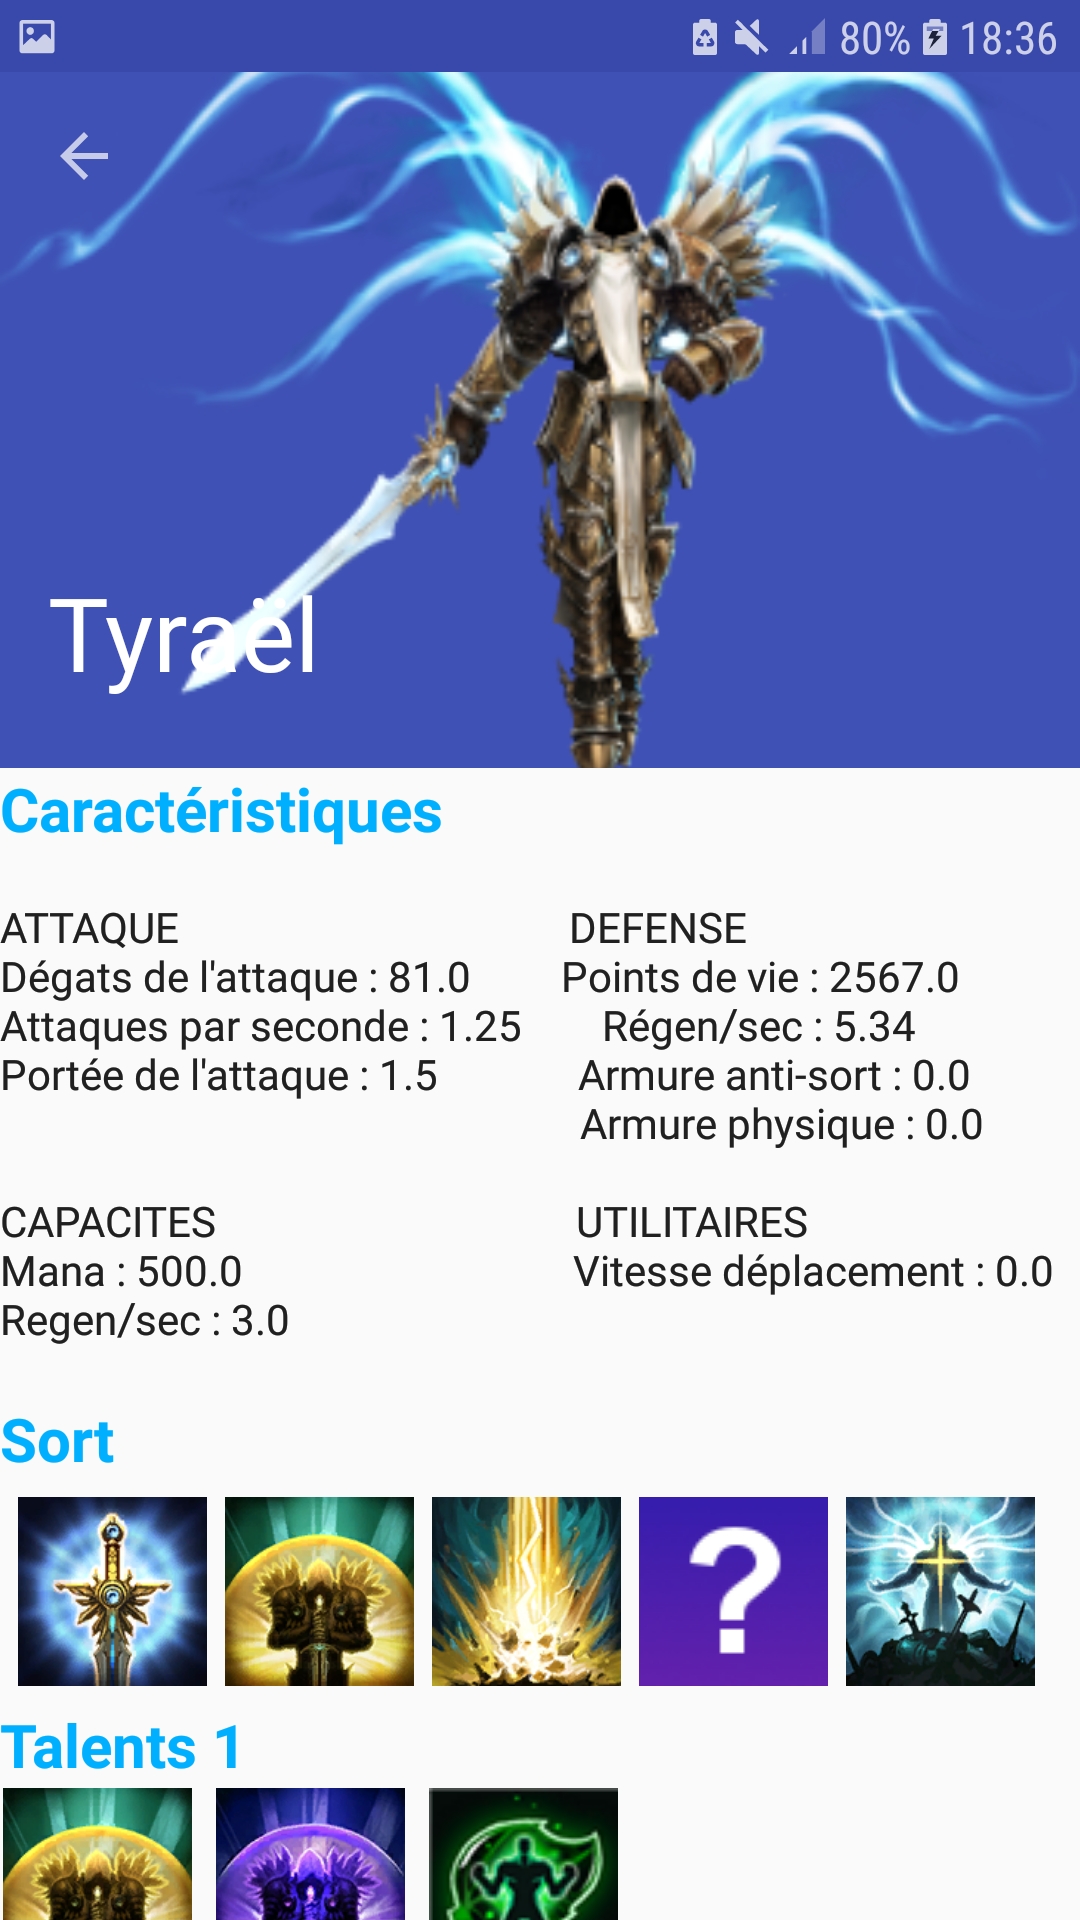 80% 18:36
Tyraël
Caractéristiques
ATTAQUE DEFENSE
Dégats de l'attaque : 81.0 Points de vie : 2567.0
Attaques par seconde : 1.25 Régen/sec : 5.34
Portée de l'attaque : 1.5 Armure anti-sort : 0.0
Armure physique : 0.0
CAPACITES UTILITAIRES
Mana : 500.0 Vitesse déplacement : 0.0
Regen/sec : 3.0
Sort
?
Talents 1